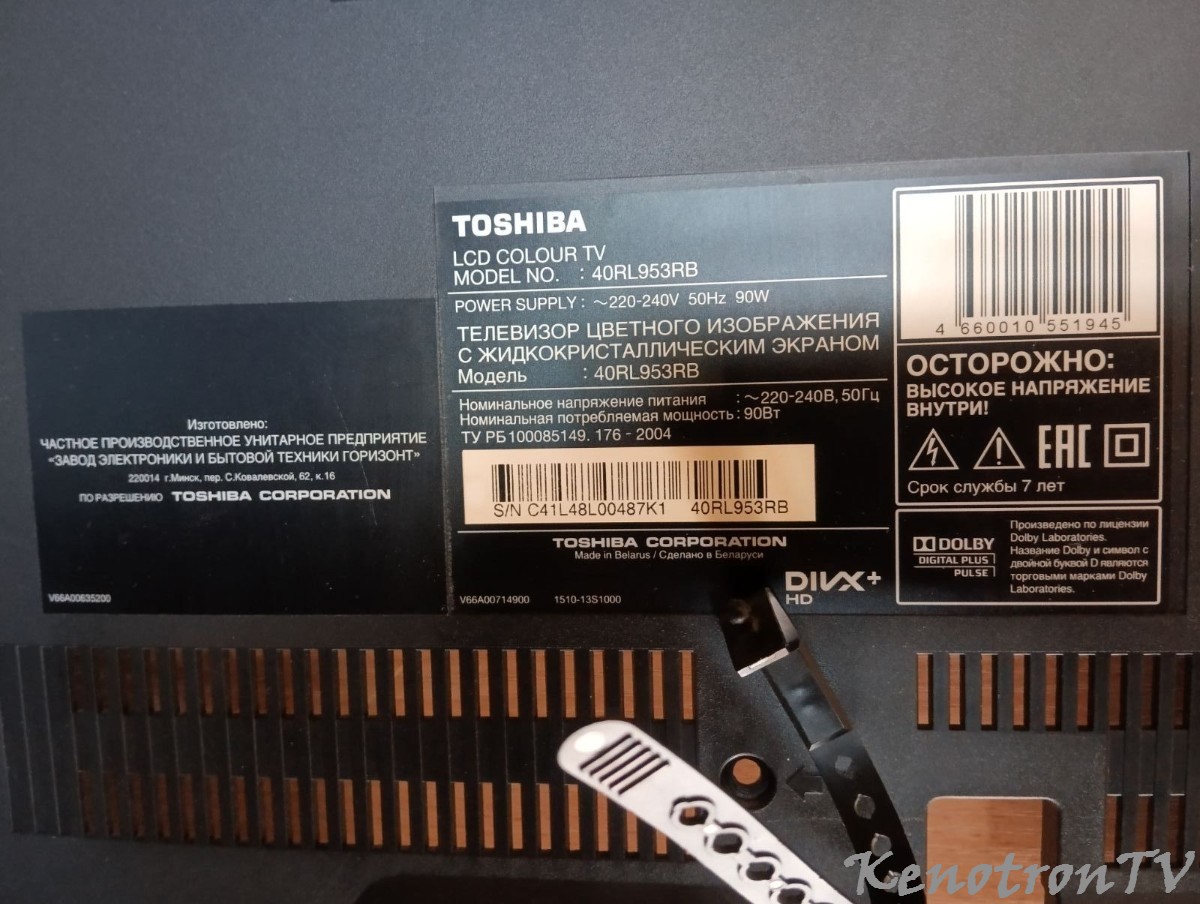 TOSHIBA
LCD COLOUR TV
MODEL NO. : 40RL953RB
POWER SUPPLY : ~220-240V 50Hz 90W
ТЕЛЕВИЗОР ЦВЕТНОГО ИЗОБРАЖЕНИЯ
С ЖИДКОКРИСТАЛЛИЧЕСКИМ ЭКРАНОМ
Модель : 40RL953RB
Номинальное напряжение питания : ~220-240В, 50Гц
Номинальная потребляемая мощность : 90Вт
ТУ РБ 100085149. 176 - 2004
S/N C41L48L00487K1 40RL953RB
TOSHIBA CORPORATION
Made in Belarus / Сделано в Беларуси
DIVX+
HD
V66A00714900 1510-13S1000
4 660010 551945
ОСТОРОЖНО:
ВЫСОКОЕ НАПРЯЖЕНИЕ
ВНУТРИ!
EAC
Срок службы 7 лет
DOLBY
DIGITAL PLUS
PULSE
Произведено по лицензии
Dolby Laboratories.
Название Dolby и символ с
двойной буквой D являются
торговыми марками Dolby
Laboratories.
Изготовлено:
ЧАСТНОЕ ПРОИЗВОДСТВЕННОЕ УНИТАРНОЕ ПРЕДПРИЯТИЕ
«ЗАВОД ЭЛЕКТРОНИКИ И БЫТОВОЙ ТЕХНИКИ ГОРИЗОНТ»
220014 г.Минск, пер. С.Ковалевской, 62, к.16
ПО РАЗРЕШЕНИЮ TOSHIBA CORPORATION
V66A00635200
KenotronTV